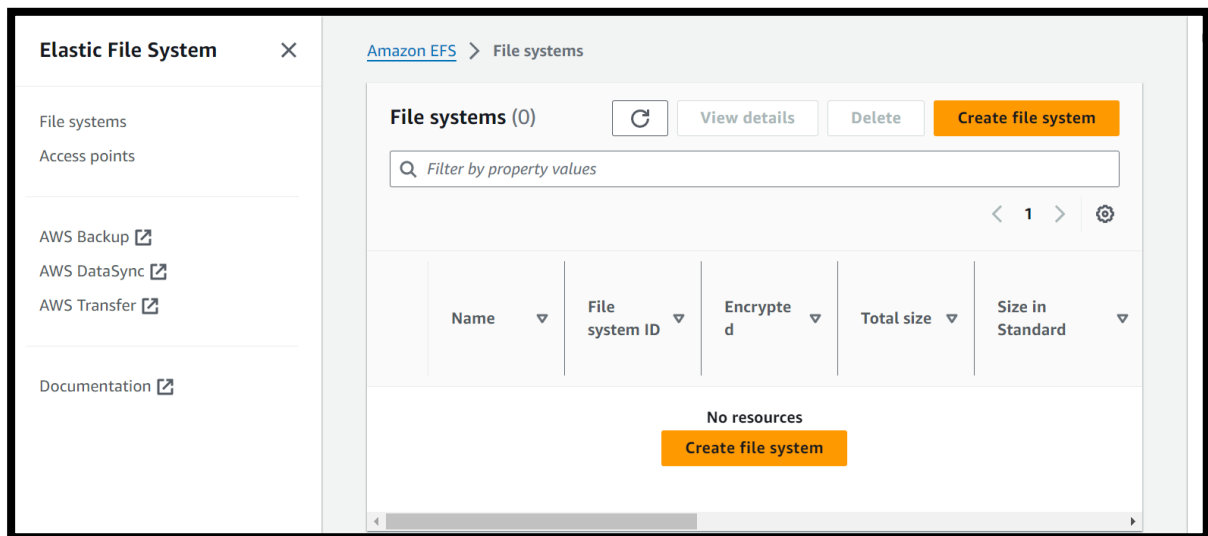 Elastic File System
File systems
Access points
AWS Backup
AWS DataSync
AWS Transfer
Documentation
Amazon EFS > File systems
File systems (0)
View details
Delete
Create file system
Filter by property values
1
Name
File
system ID
Encrypte
d
Total size
Size in
Standard
No resources
Create file system